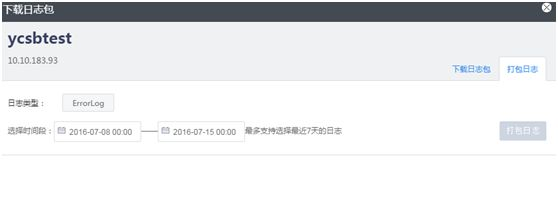 下载日志包
ycsbtest
10.10.183.93
下载日志包 打包日志
日志类型： ErrorLog
选择时间段： 2016-07-08 00:00 2016-07-15 00:00 最多支持选择最近7天的日志 打包日志